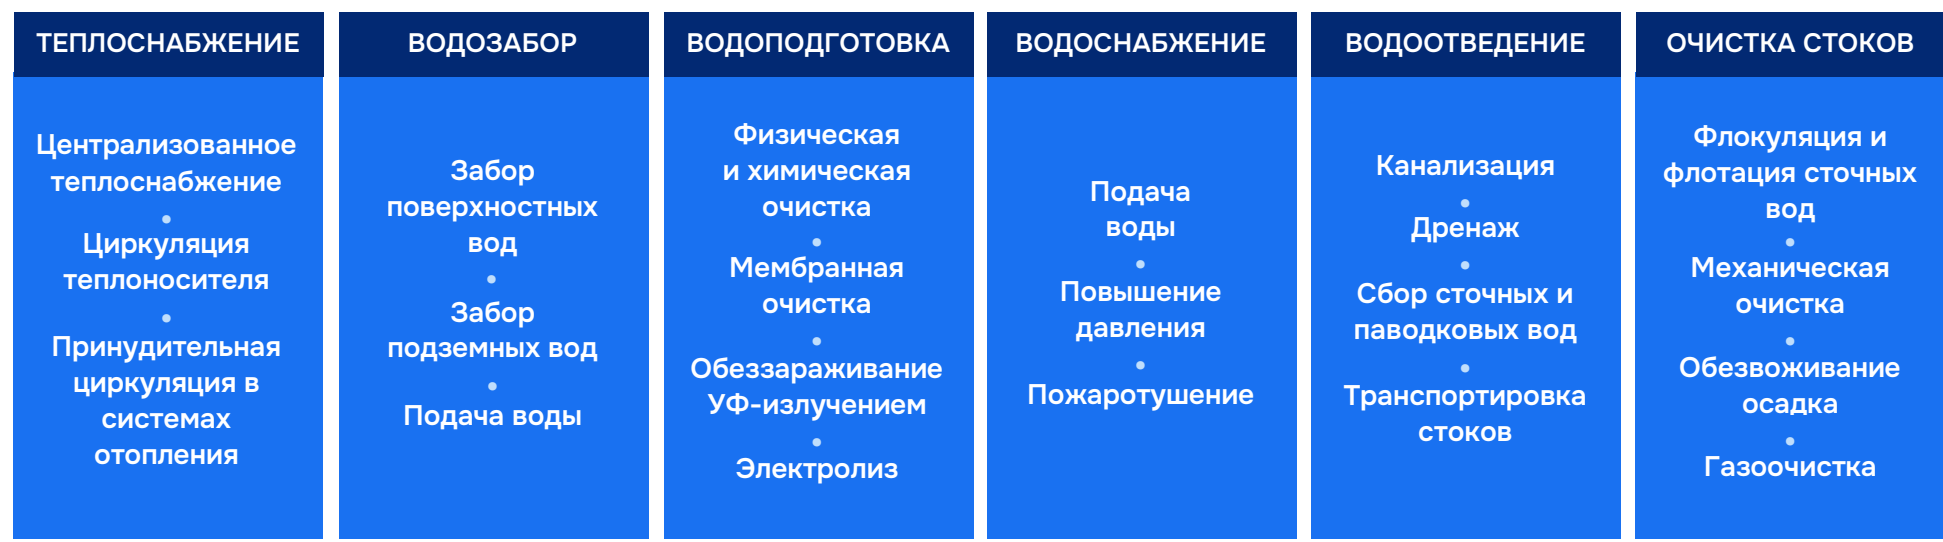 ТЕПЛОСНАБЖЕНИЕ
Централизованное
теплоснабжение
Циркуляция
теплоносителя
Принудительная
циркуляция в
системах
отопления
ВОДОЗАБОР
Забор
поверхностных
вод
Забор
подземных вод
Подача воды
ВОДОПОДГОТОВКА
Физическая
и химическая
очистка
Мембранная
очистка
Обеззараживание
УФ-излучением
Электролиз
ВОДОСНАБЖЕНИЕ
Подача
воды
Повышение
давления
Пожаротушение
ВОДООТВЕДЕНИЕ
Канализация
Дренаж
Сбор сточных и
паводковых вод
Транспортировка
стоков
ОЧИСТКА СТОКОВ
Флокуляция и
флотация сточных
вод
Механическая
очистка
Обезвоживание
осадка
Газоочистка